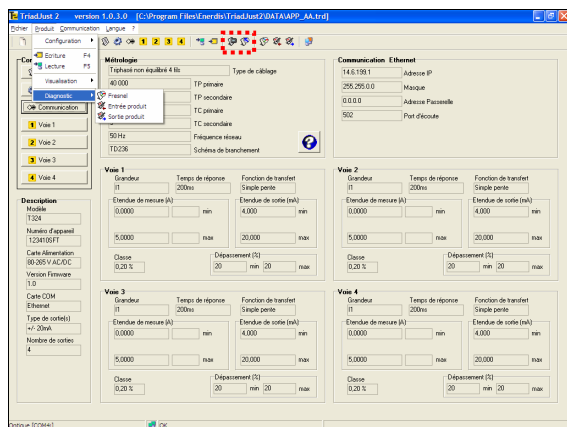 TriadJust 2 version 1.0.3.0 [C:\Program Files\Enerdis\TriadJust2\DATA\APP_AA.trd]
Fichier Produit Communication Langue ?
Configuration
Ecriture F4
Lecture F5
Visualisation
Diagnostic
Fresnel
Entrée produit
Sortie produit
1 2 3 4
Communication
1 Voie 1
2 Voie 2
3 Voie 3
4 Voie 4
Métrologie
Triphasé non équilibré 4 fils Type de câblage
40 000 TP primaire
TP secondaire
TC primaire
TC secondaire
50 Hz Fréquence réseau
TD236 Schéma de branchement
Communication Ethernet
14.6.199.1 Adresse IP
255.255.0.0 Masque
0.0.0.0 Adresse Passerelle
502 Port d'écoute
Description
Modèle
T324
Numéro d'appareil
123410SFT
Carte Alimentation
80-265 V AC/DC
Version Firmware
1.0
Carte COM
Ethernet
Type de sortie(s)
+/- 20mA
Nombre de sorties
4
Voie 1
Grandeur Temps de réponse Fonction de transfert
I1 200ms Simple pente
Etendue de mesure (A) Etendue de sortie (mA)
0,0000 min 4,000 min
5,0000 max 20,000 max
Classe Dépassement (%)
0,20 % 20 min 20 max
Voie 2
Grandeur Temps de réponse Fonction de transfert
I1 200ms Simple pente
Etendue de mesure (A) Etendue de sortie (mA)
0,0000 min 4,000 min
5,0000 max 20,000 max
Classe Dépassement (%)
0,20 % 20 min 20 max
Voie 3
Grandeur Temps de réponse Fonction de transfert
I1 200ms Simple pente
Etendue de mesure (A) Etendue de sortie (mA)
0,0000 min 4,000 min
5,0000 max 20,000 max
Classe Dépassement (%)
0,20 % 20 min 20 max
Voie 4
Grandeur Temps de réponse Fonction de transfert
I1 200ms Simple pente
Etendue de mesure (A) Etendue de sortie (mA)
0,0000 min 4,000 min
5,0000 max 20,000 max
Classe Dépassement (%)
0,20 % 20 min 20 max
Optique [COM4:] OK